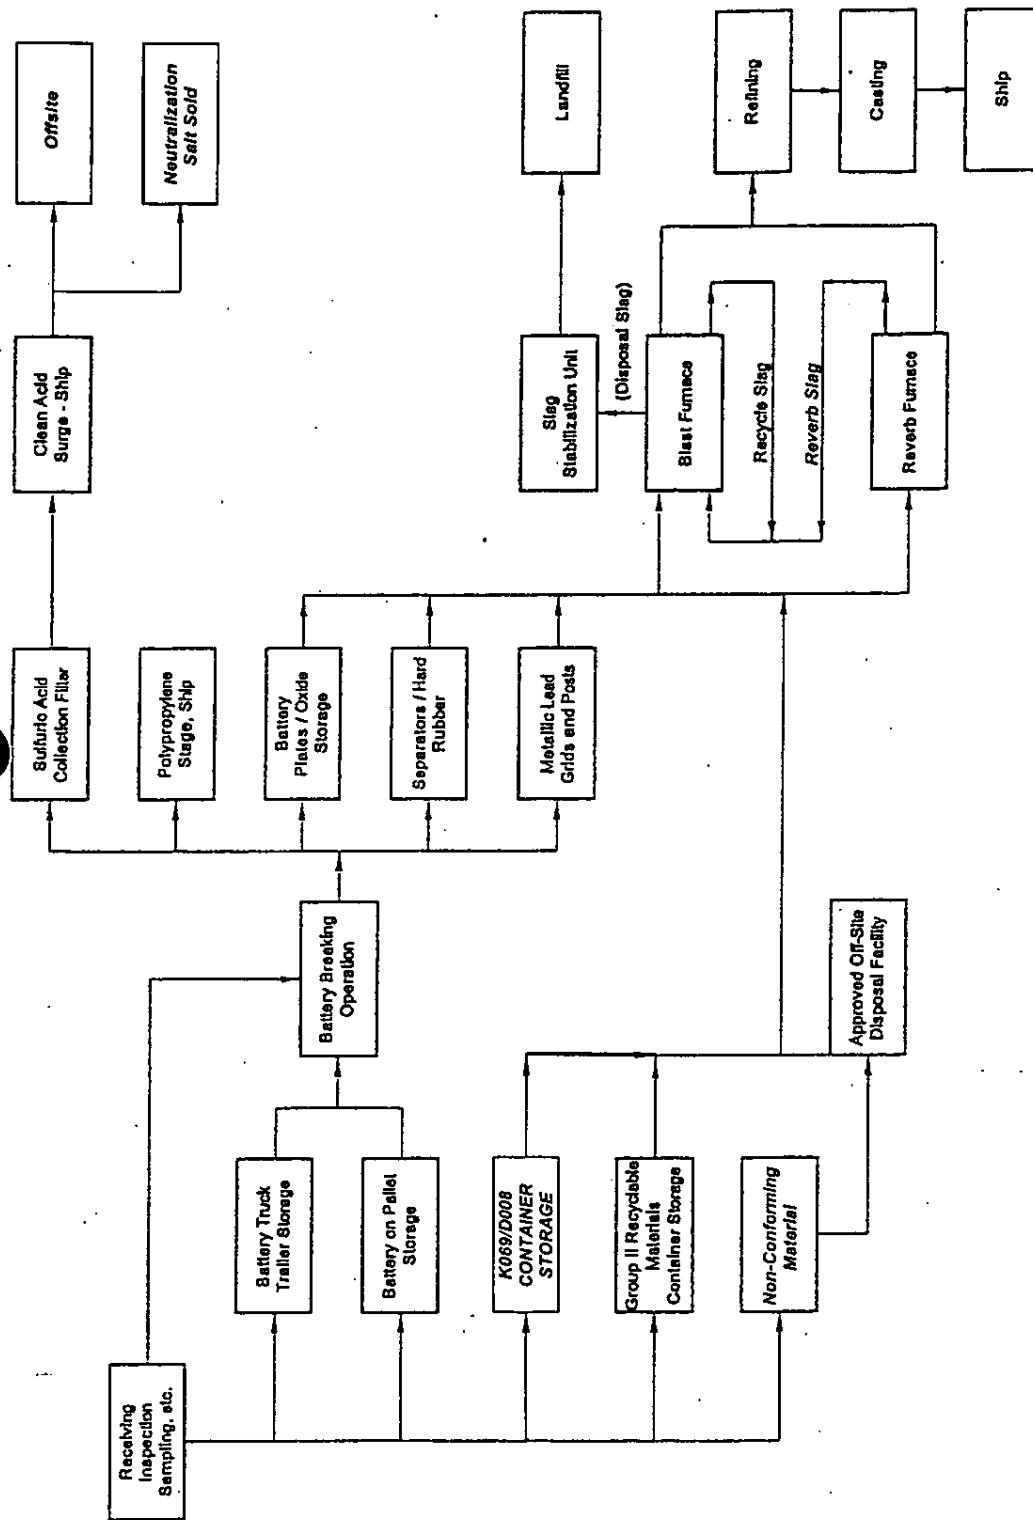 Receiving
Inspection
Sampling, etc.
Battery Truck
Trailer Storage
Battery on Pallet
Storage
K069/D008
CONTAINER
STORAGE
Group II Recyclable
Materials
Container Storage
Non-Conforming
Material
Battery Breaking
Operation
Approved Off-Site
Disposal Facility
Sulfuric Acid
Collection Filter
Polypropylene
Stage, Ship
Battery
Plates / Oxide
Storage
Separators / Hard
Rubber
Metallic Lead
Grids and Posts
Clean Acid
Surge - Ship
Offsite
Neutralization
Salt Sold
Slag
Stabilization Unit
(Disposal Slag)
Landfill
Blast Furnace
Recycle Slag
Reverb Slag
Reverb Furnace
Refining
Casting
Ship